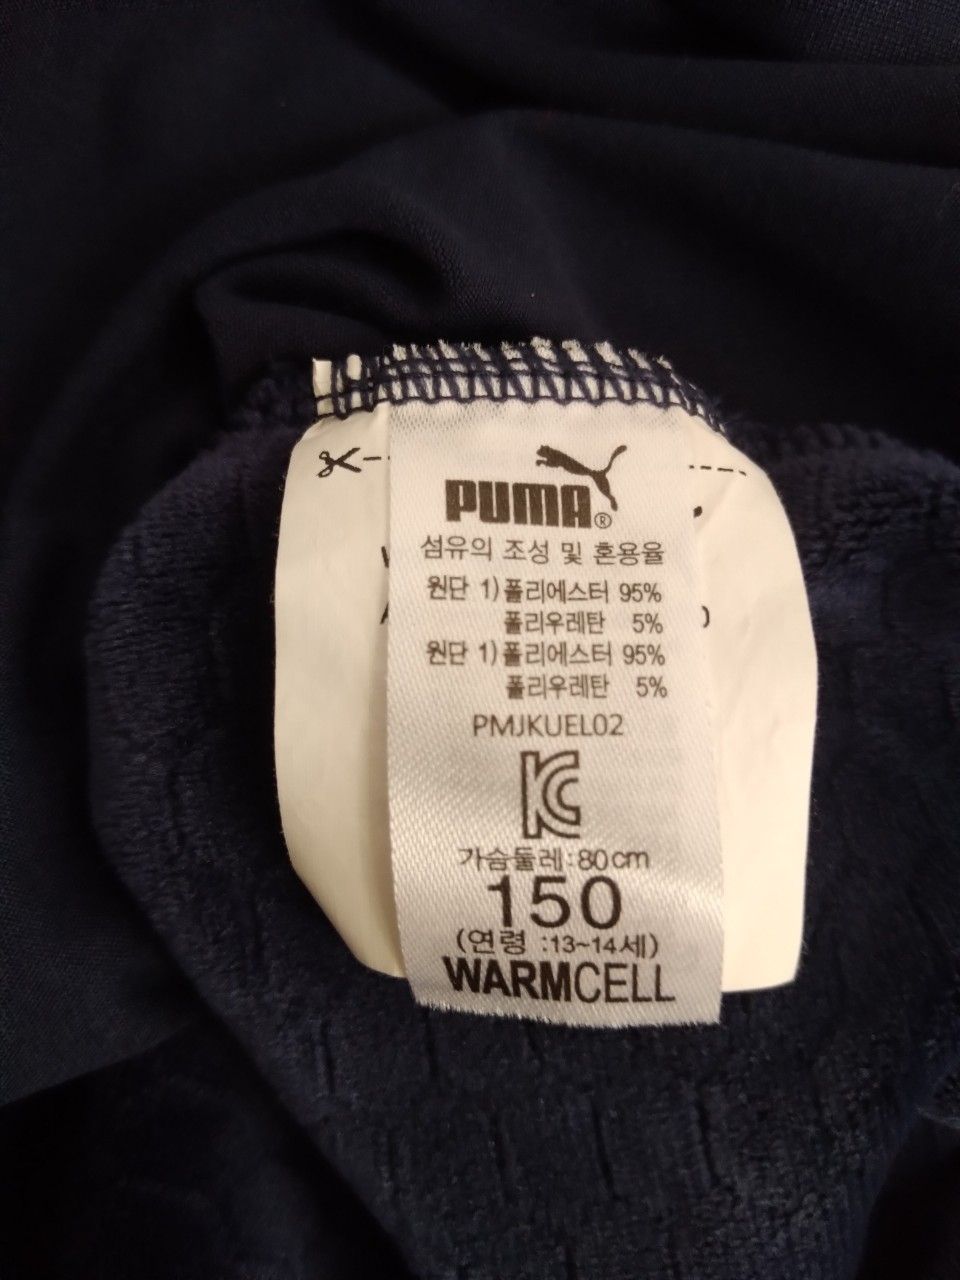 PUMA®
섬유의 조성 및 혼용율
원단 1) 폴리에스터 95%
폴리우레탄 5%
원단 1) 폴리에스터 95%
폴리우레탄 5%
PMJKUEL02
KC
가슴둘레:80cm
150
(연령 :13~14세)
WARMCELL